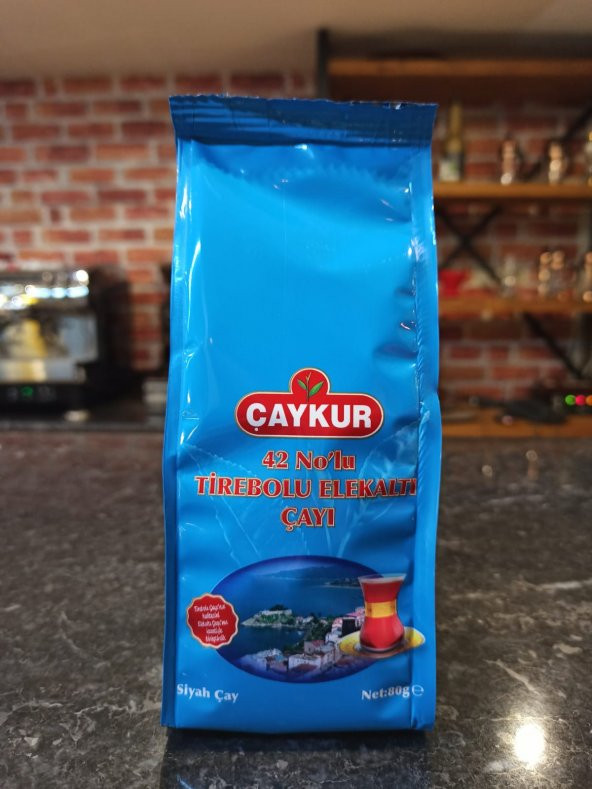 ÇAYKUR
42 No'lu
TİREBOLU ELEKALTI
ÇAYI
Siyah Çay
Net:80g e